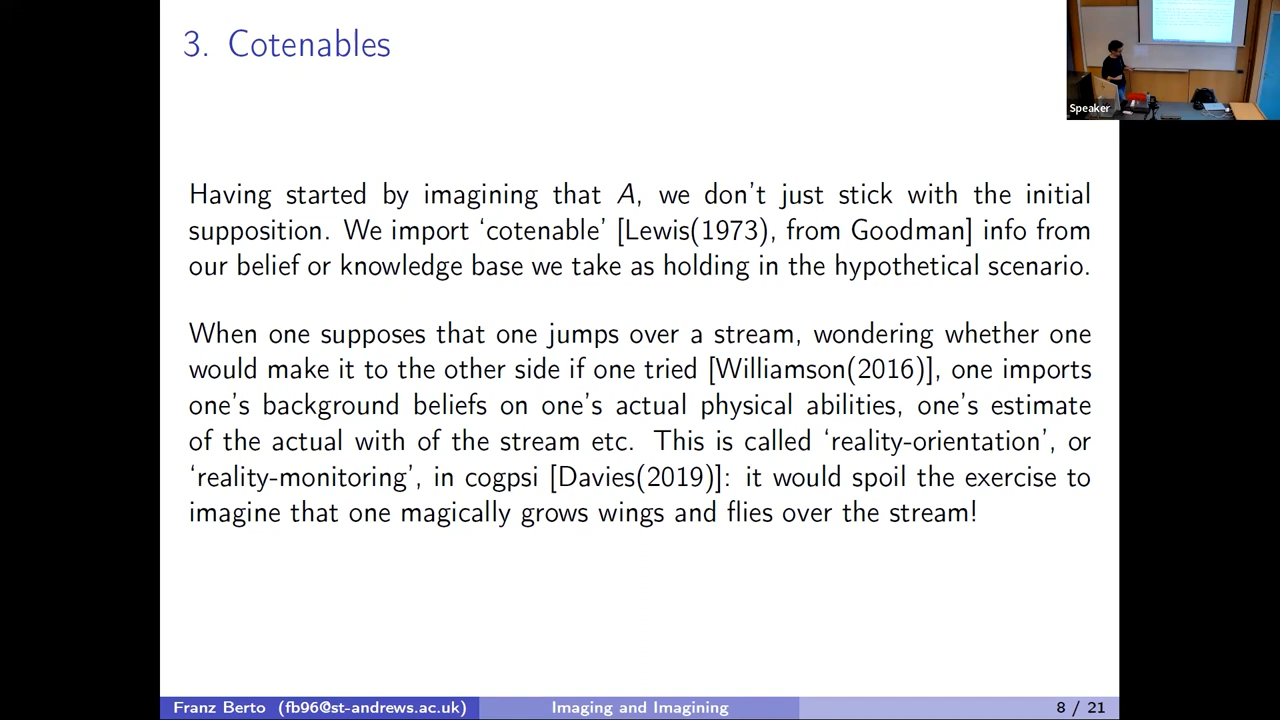 3. Cotenables
Speaker
Having started by imagining that A, we don't just stick with the initial
supposition. We import ‘cotenable’ [Lewis(1973), from Goodman] info from
our belief or knowledge base we take as holding in the hypothetical scenario.
When one supposes that one jumps over a stream, wondering whether one
would make it to the other side if one tried [Williamson(2016)], one imports
one's background beliefs on one's actual physical abilities, one's estimate
of the actual with of the stream etc. This is called ‘reality-orientation’, or
‘reality-monitoring’, in cogpsi [Davies(2019)]: it would spoil the exercise to
imagine that one magically grows wings and flies over the stream!
Franz Berto (fb96@st-andrews.ac.uk) Imaging and Imagining 8 / 21